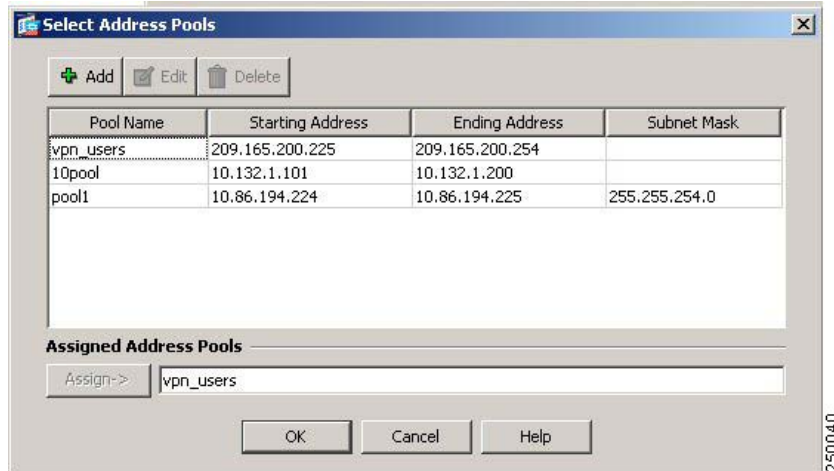 Select Address Pools
Add Edit Delete
Pool Name Starting Address Ending Address Subnet Mask
vpn_users 209.165.200.225 209.165.200.254
10pool 10.132.1.101 10.132.1.200
pool1 10.86.194.224 10.86.194.225 255.255.254.0
Assigned Address Pools
Assign-> vpn_users
OK Cancel Help
250040